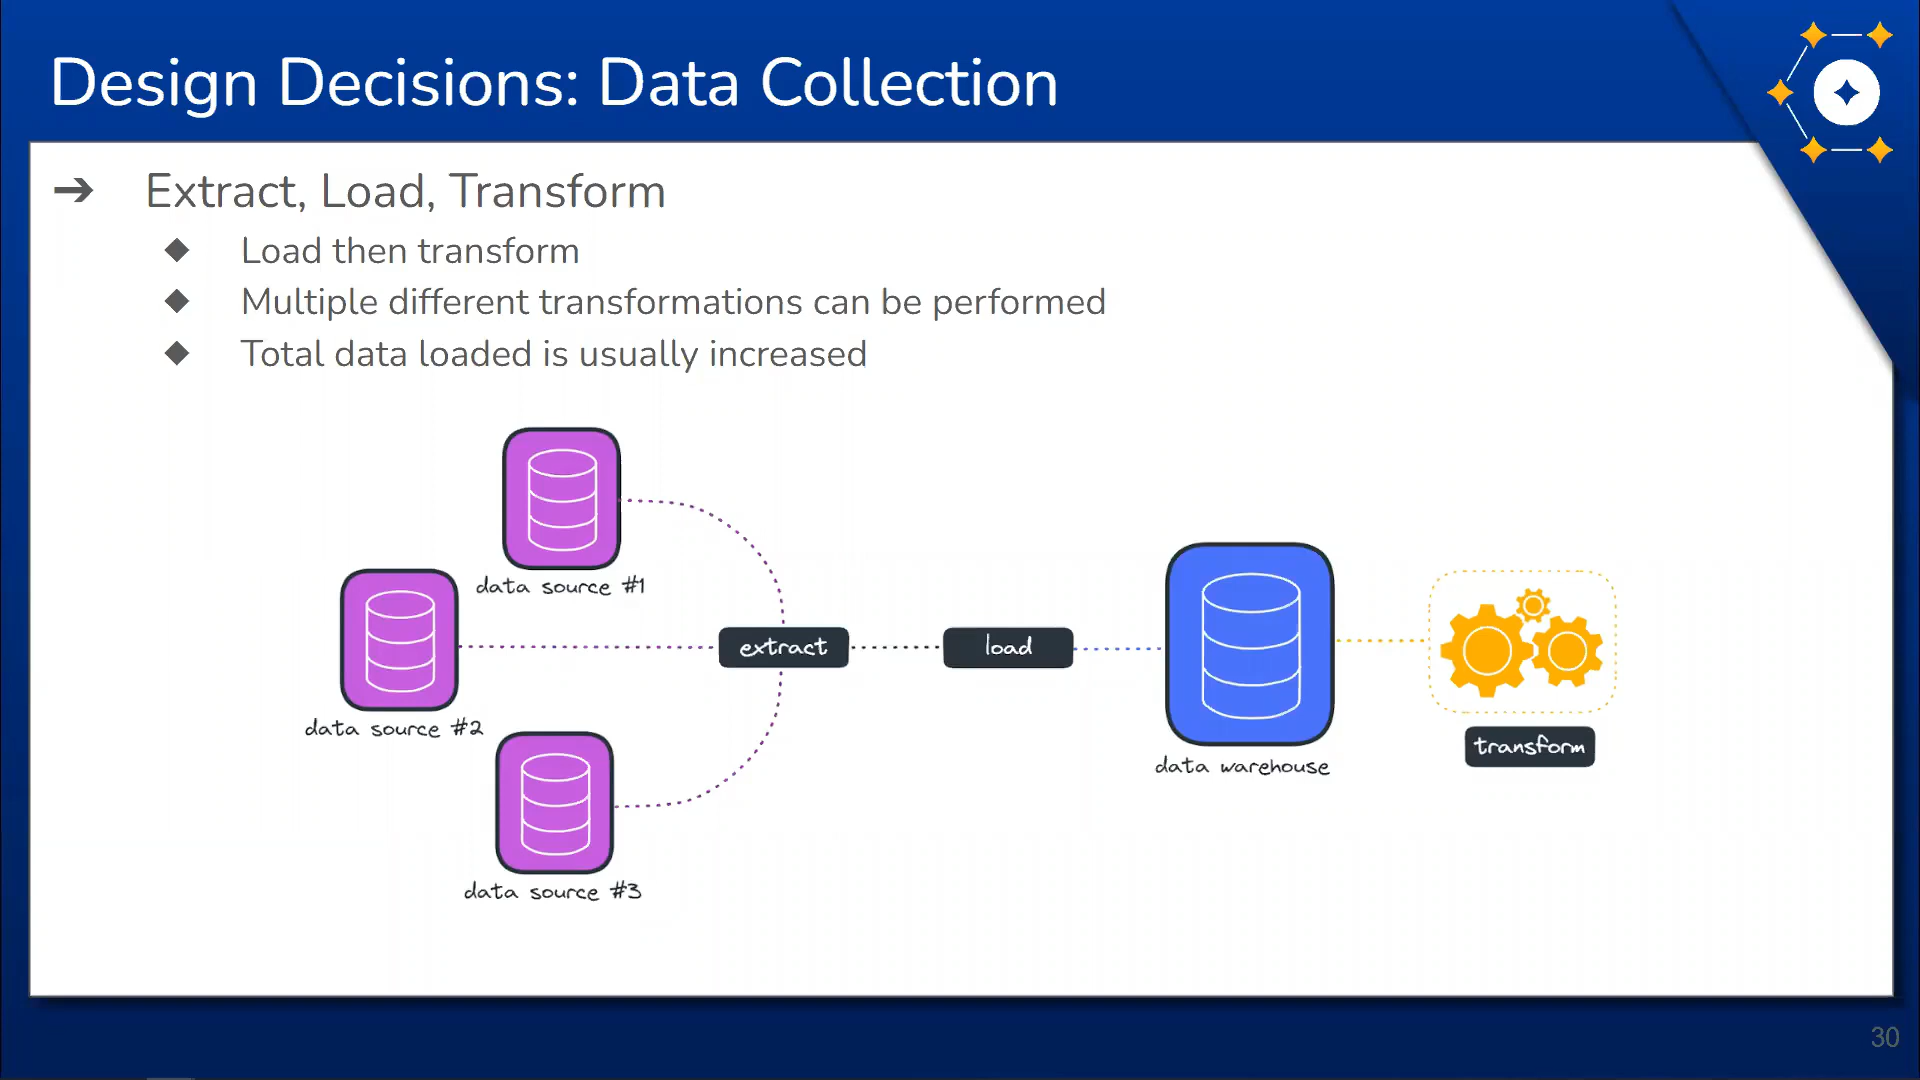 Design Decisions: Data Collection
Extract, Load, Transform
Load then transform
Multiple different transformations can be performed
Total data loaded is usually increased
data source #1
data source #2
data source #3
extract
load
data warehouse
transform
30